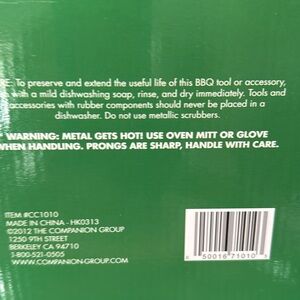 RE: To preserve and extend the useful life of this BBQ tool or accessory,
with a mild dishwashing soap, rinse, and dry immediately. Tools and
accessories with rubber components should never be placed in a
dishwasher. Do not use metallic scrubbers.
* WARNING: METAL GETS HOT! USE OVEN MITT OR GLOVE
WHEN HANDLING. PRONGS ARE SHARP, HANDLE WITH CARE.
ITEM #CC1010
MADE IN CHINA - HK0313
©2012 THE COMPANION GROUP
1250 9TH STREET
BERKELEY CA 94710
1-800-521-0505
WWW.COMPANION-GROUP.COM
50016 71010